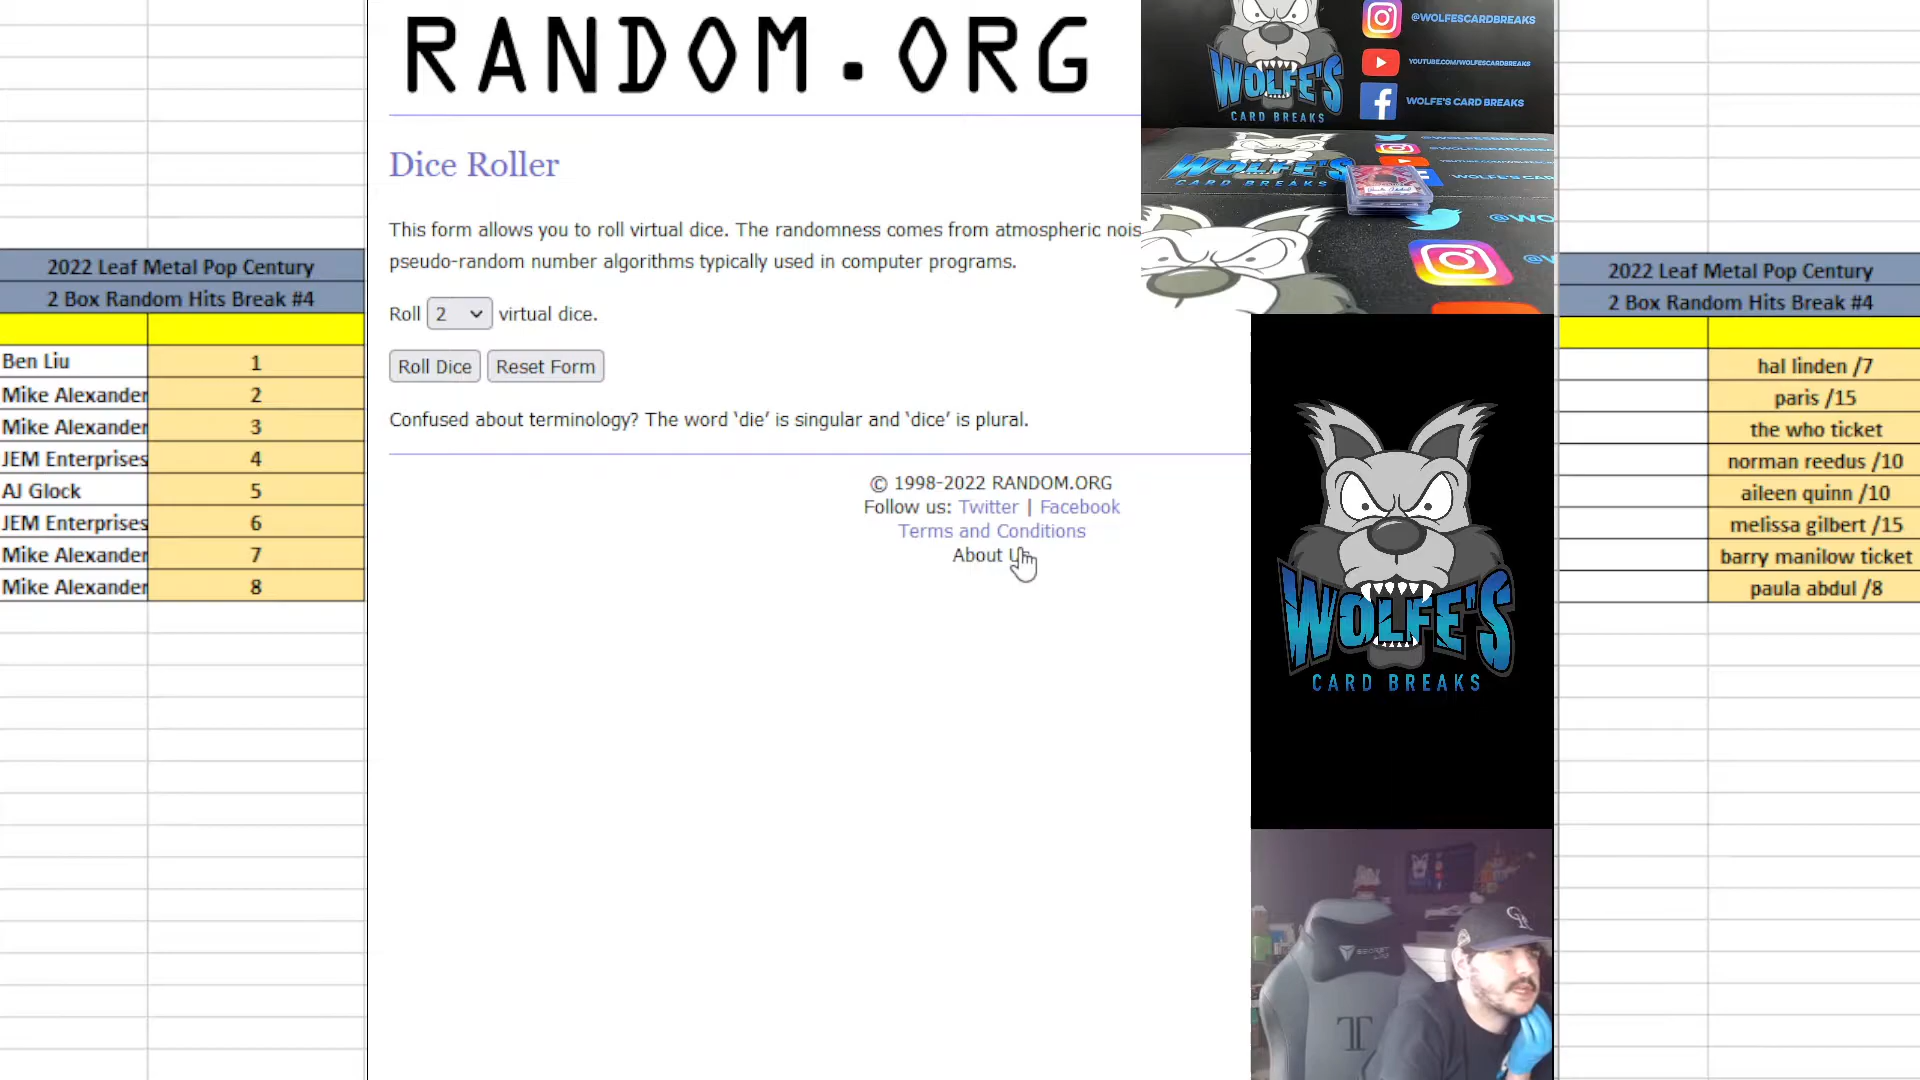 RANDOM.ORG
Dice Roller
This form allows you to roll virtual dice. The randomness comes from atmospheric nois
pseudo-random number algorithms typically used in computer programs.
Roll 2 virtual dice.
Roll Dice Reset Form
Confused about terminology? The word ‘die’ is singular and ‘dice’ is plural.
© 1998-2022 RANDOM.ORG
Follow us: Twitter | Facebook
Terms and Conditions
About Us
2022 Leaf Metal Pop Century
2 Box Random Hits Break #4
Ben Liu 1
Mike Alexander 2
Mike Alexander 3
JEM Enterprises 4
AJ Glock 5
JEM Enterprises 6
Mike Alexander 7
Mike Alexander 8
WOLFE'S
CARD BREAKS
@WOLFESCARDBREAKS
YOUTUBE.COM/WOLFESCARDBREAKS
WOLFE'S CARD BREAKS
WOLFE'S
CARD BREAKS
WOLFE'S
CARD BREAKS
SECRET
LAB
2022 Leaf Metal Pop Century
2 Box Random Hits Break #4
hal linden /7
paris /15
the who ticket
norman reedus /10
aileen quinn /10
melissa gilbert /15
barry manilow ticket
paula abdul /8